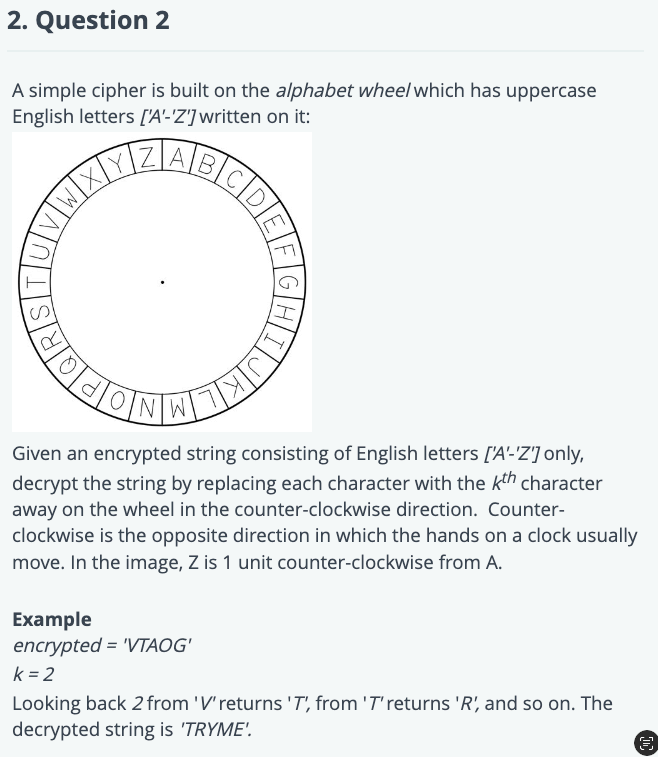 2. Question 2
A simple cipher is built on the alphabet wheel which has uppercase
English letters ['A'-'Z'] written on it:
A B C D E F G H I J K L M N O P Q R S T U V W X Y Z
Given an encrypted string consisting of English letters ['A'-'Z'] only,
decrypt the string by replacing each character with the kth character
away on the wheel in the counter-clockwise direction. Counter-
clockwise is the opposite direction in which the hands on a clock usually
move. In the image, Z is 1 unit counter-clockwise from A.
Example
encrypted = 'VTAOG'
k = 2
Looking back 2 from 'V' returns 'T', from 'T' returns 'R', and so on. The
decrypted string is 'TRYME'.